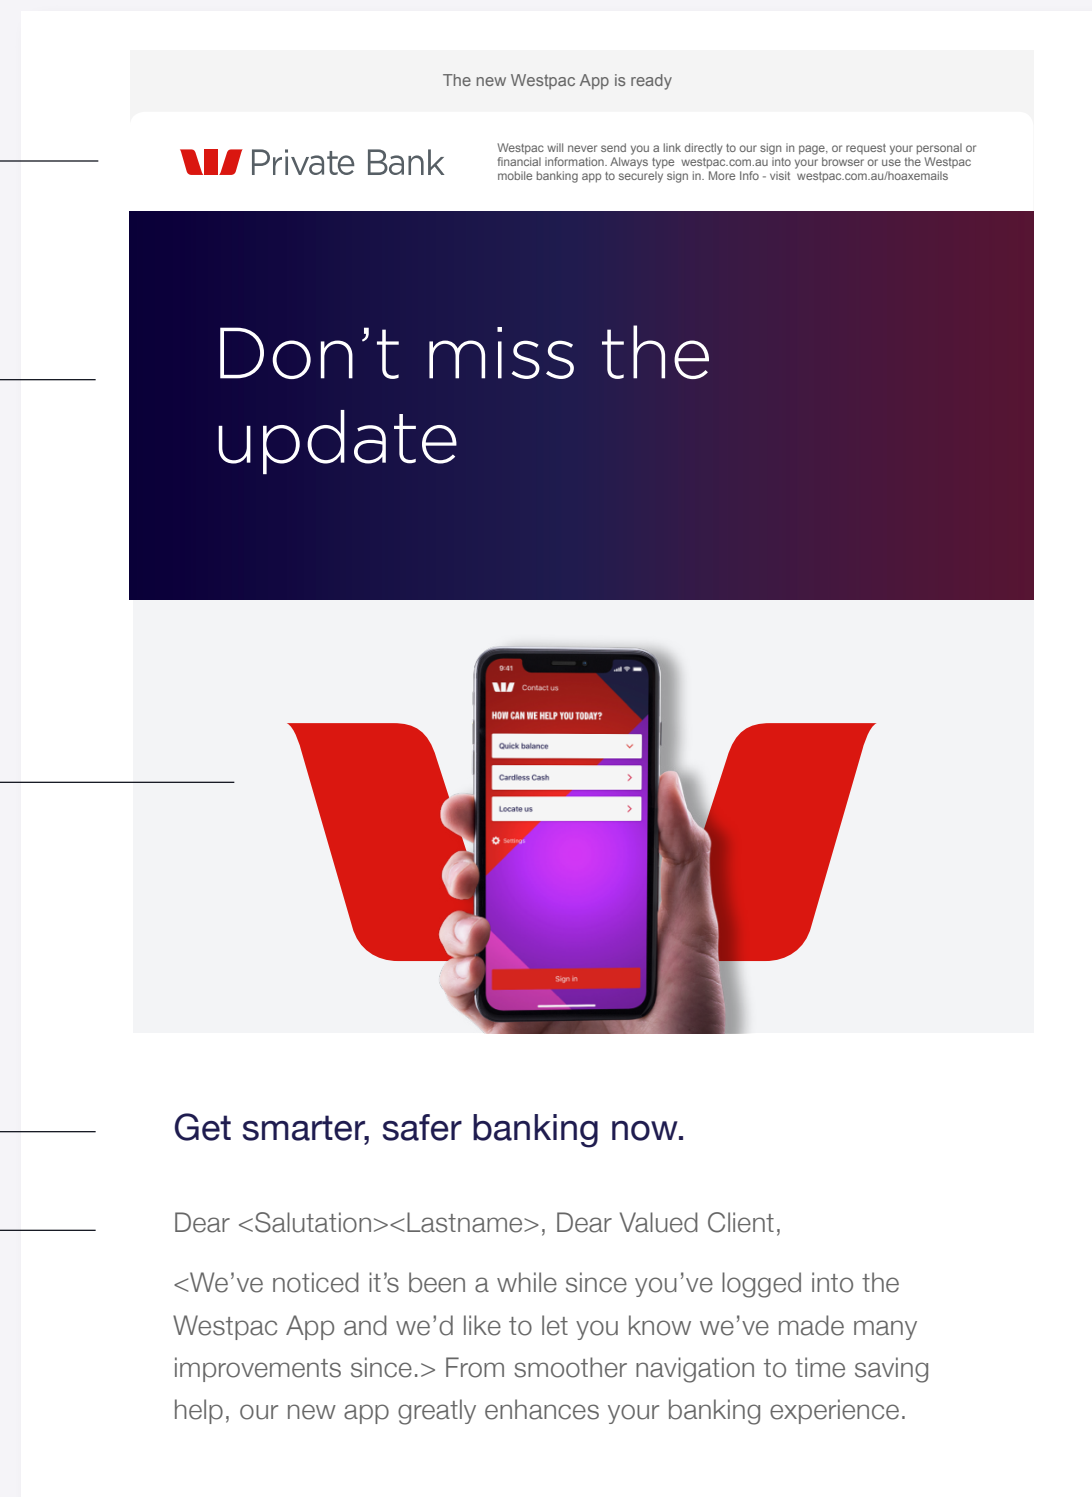 The new Westpac App is ready
Private Bank
Westpac will never send you a link directly to our sign in page, or request your personal or
financial information. Always type westpac.com.au into your browser or use the Westpac
mobile banking app to securely sign in. More Info - visit westpac.com.au/hoaxemails
Don’t miss the
update
9:41
Contact us
HOW CAN WE HELP YOU TODAY?
Quick balance
Cardless Cash
Locate us
Settings
Sign in
Get smarter, safer banking now.
Dear <Salutation><Lastname>, Dear Valued Client,
<We’ve noticed it’s been a while since you’ve logged into the
Westpac App and we’d like to let you know we’ve made many
improvements since.> From smoother navigation to time saving
help, our new app greatly enhances your banking experience.